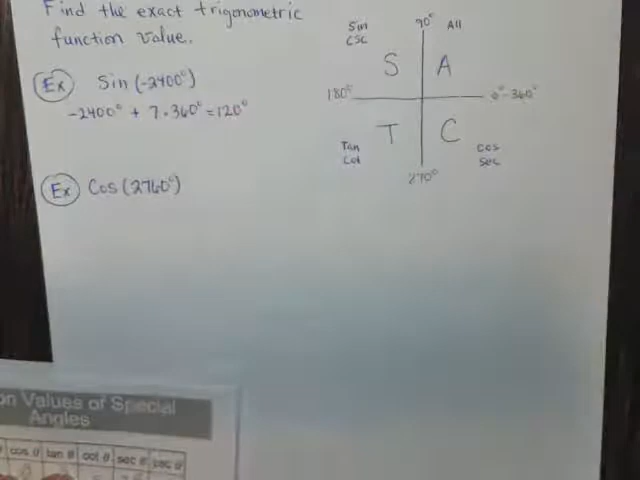 Find the exact trigonometric
function value.
Ex Sin (-2400°)
-2400° + 7·360° = 120°
Ex Cos (2760°)
Sin
CSC
90° All
S A
180° 0° 360°
T C
Tan
Cot
cos
sec
270°
on Values of Special
Angles
cos θ tan θ cot θ sec θ csc θ